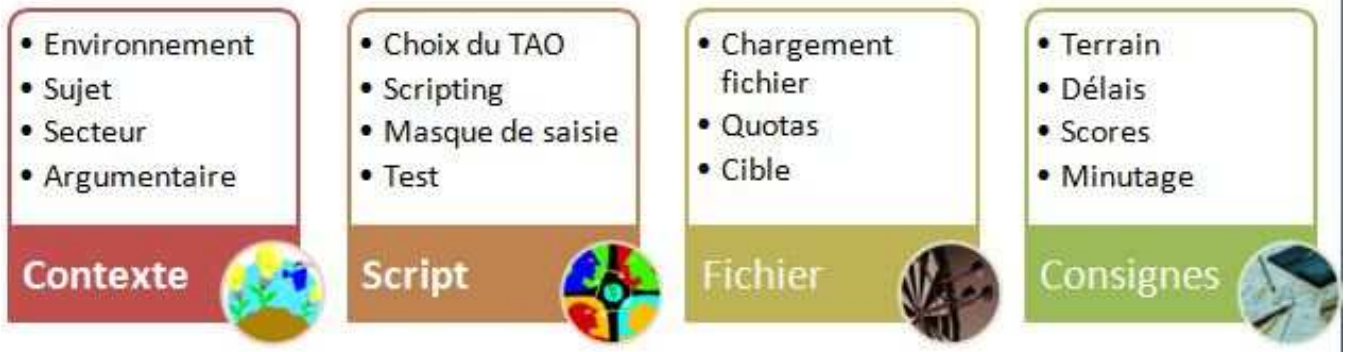 • Environnement
• Sujet
• Secteur
• Argumentaire
Contexte
• Choix du TAO
• Scripting
• Masque de saisie
• Test
Script
• Chargement
fichier
• Quotas
• Cible
Fichier
• Terrain
• Délais
• Scores
• Minutage
Consignes